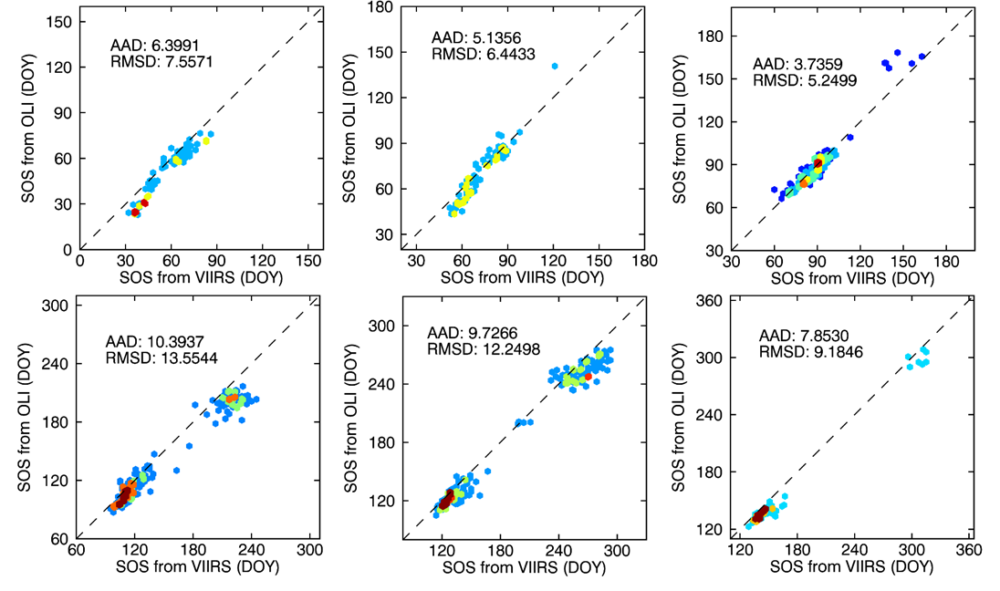 150
120
90
60
30
0
SOS from OLI (DOY)
AAD: 6.3991
RMSD: 7.5571
0 30 60 90 120 150
SOS from VIIRS (DOY)
180
150
120
90
60
30
SOS from OLI (DOY)
AAD: 5.1356
RMSD: 6.4433
30 60 90 120 150 180
SOS from VIIRS (DOY)
180
150
120
90
60
30
SOS from OLI (DOY)
AAD: 3.7359
RMSD: 5.2499
30 60 90 120 150 180
SOS from VIIRS (DOY)
300
240
180
120
60
SOS from OLI (DOY)
AAD: 10.3937
RMSD: 13.5544
60 120 180 240 300
SOS from VIIRS (DOY)
300
240
180
120
SOS from OLI (DOY)
AAD: 9.7266
RMSD: 12.2498
120 180 240 300
SOS from VIIRS (DOY)
360
300
240
180
120
SOS from OLI (DOY)
AAD: 7.8530
RMSD: 9.1846
120 180 240 300 360
SOS from VIIRS (DOY)